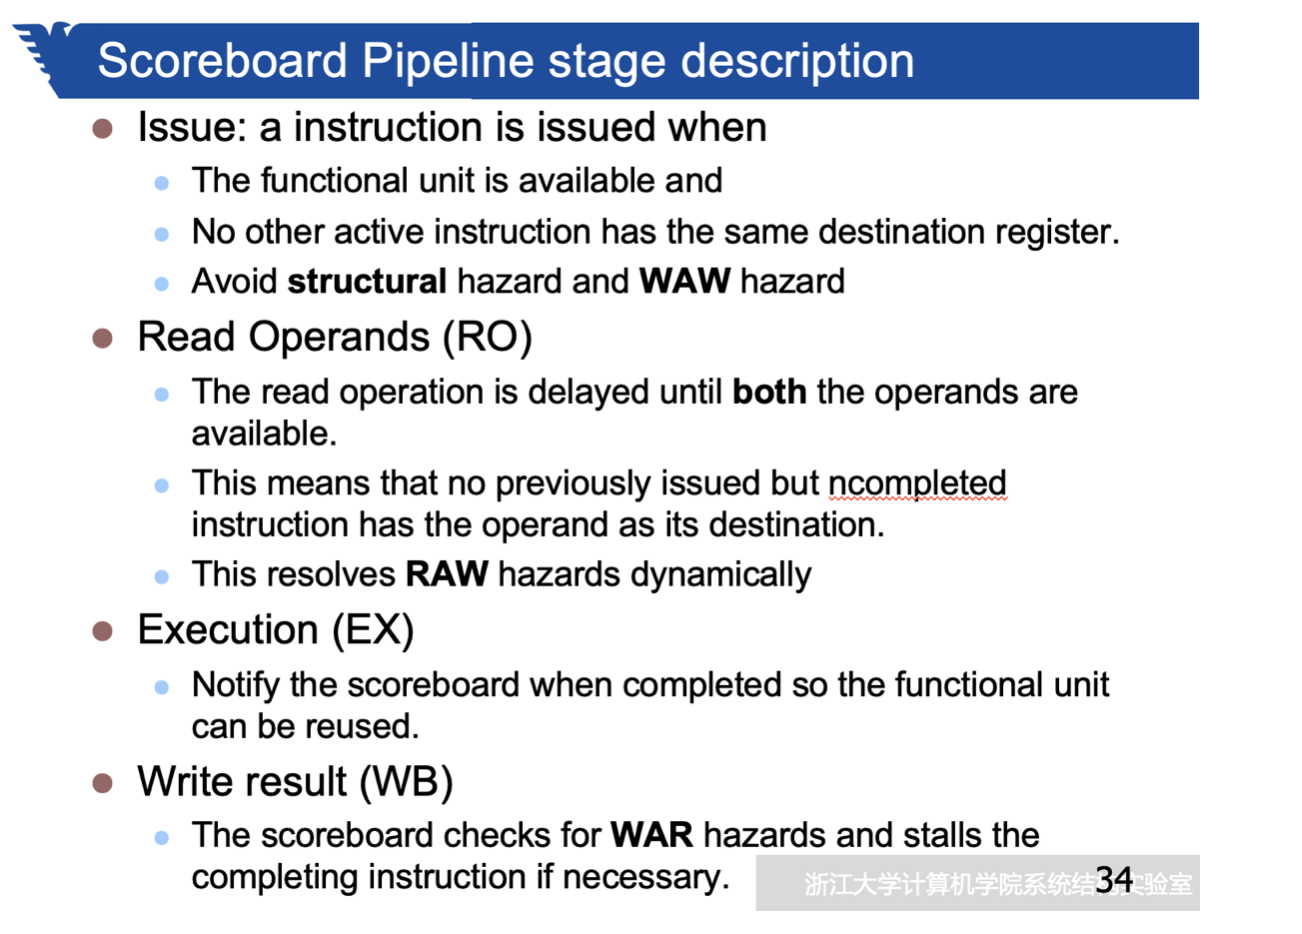 Scoreboard Pipeline stage description
Issue: a instruction is issued when
The functional unit is available and
No other active instruction has the same destination register.
Avoid structural hazard and WAW hazard
Read Operands (RO)
The read operation is delayed until both the operands are
available.
This means that no previously issued but ncompleted
instruction has the operand as its destination.
This resolves RAW hazards dynamically
Execution (EX)
Notify the scoreboard when completed so the functional unit
can be reused.
Write result (WB)
The scoreboard checks for WAR hazards and stalls the
completing instruction if necessary.
浙江大学计算机学院系统结构实验室
34